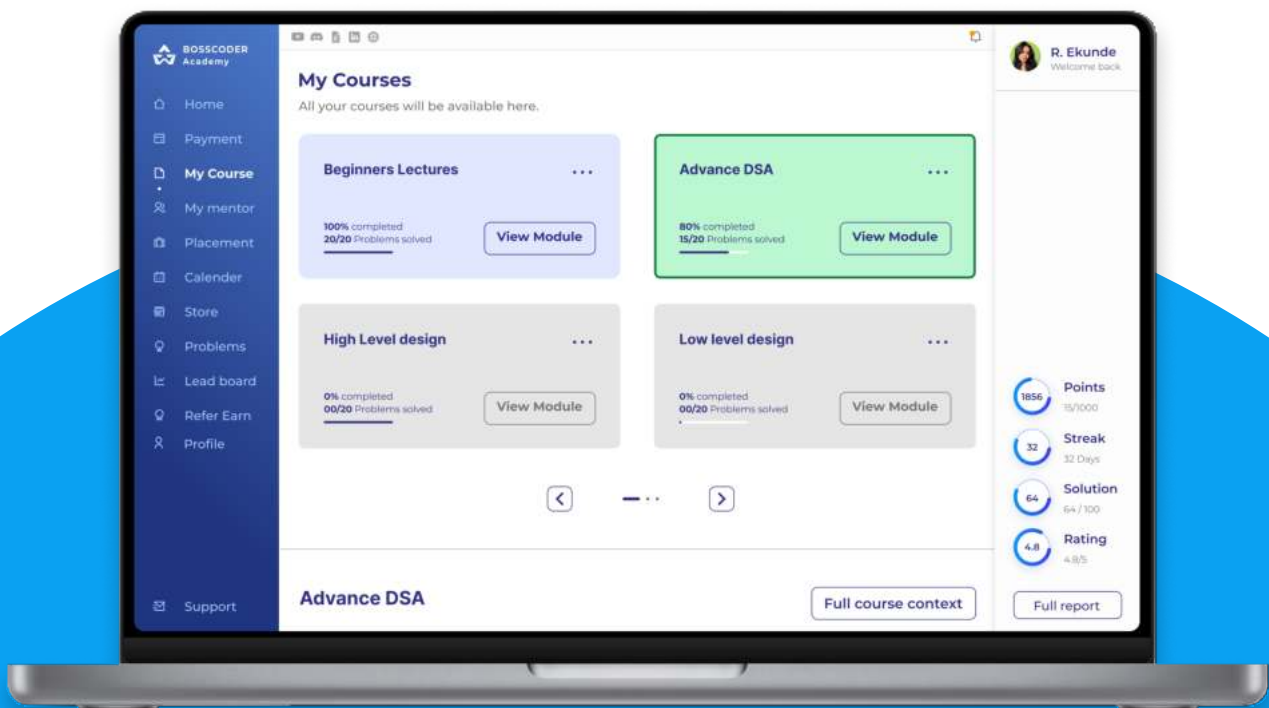 BOSSCODER
Academy
Home
Payment
My Course
My mentor
Placement
Calender
Store
Problems
Lead board
Refer Earn
Profile
Support
My Courses
All your courses will be available here.
Beginners Lectures
100% completed
20/20 Problems solved
View Module
Advance DSA
80% completed
15/20 Problems solved
View Module
High Level design
0% completed
00/20 Problems solved
View Module
Low level design
0% completed
00/20 Problems solved
View Module
Advance DSA
Full course context
R. Ekunde
Welcome back
1856
Points
15/1000
32
Streak
32 Days
64
Solution
64 / 100
4.8
Rating
4.8/5
Full report